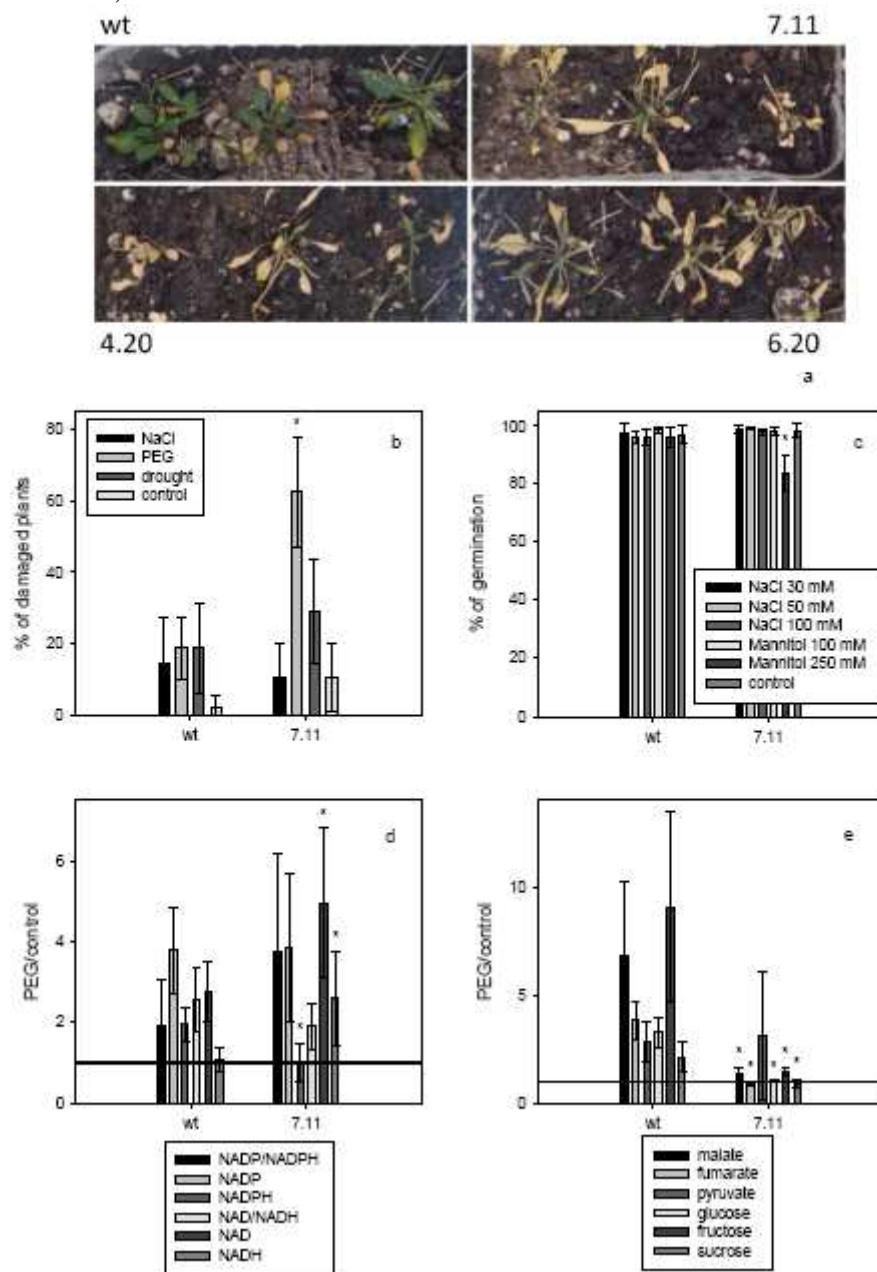 wt 7.11
4.20 6.20
a
b
80
60
40
20
0
% of damaged plants
NaCl
PEG
drought
control
*
wt 7.11
c
100
80
60
40
20
0
% of germination
*
NaCl 30 mM
NaCl 50 mM
NaCl 100 mM
Mannitol 100 mM
Mannitol 250 mM
control
wt 7.11
d
6
4
2
0
PEG/control
* * *
wt 7.11
NADP/NADPH
NADP
NADPH
NAD/NADH
NAD
NADH
e
10
5
0
PEG/control
* * * * *
wt 7.11
malate
fumarate
pyruvate
glucose
fructose
sucrose